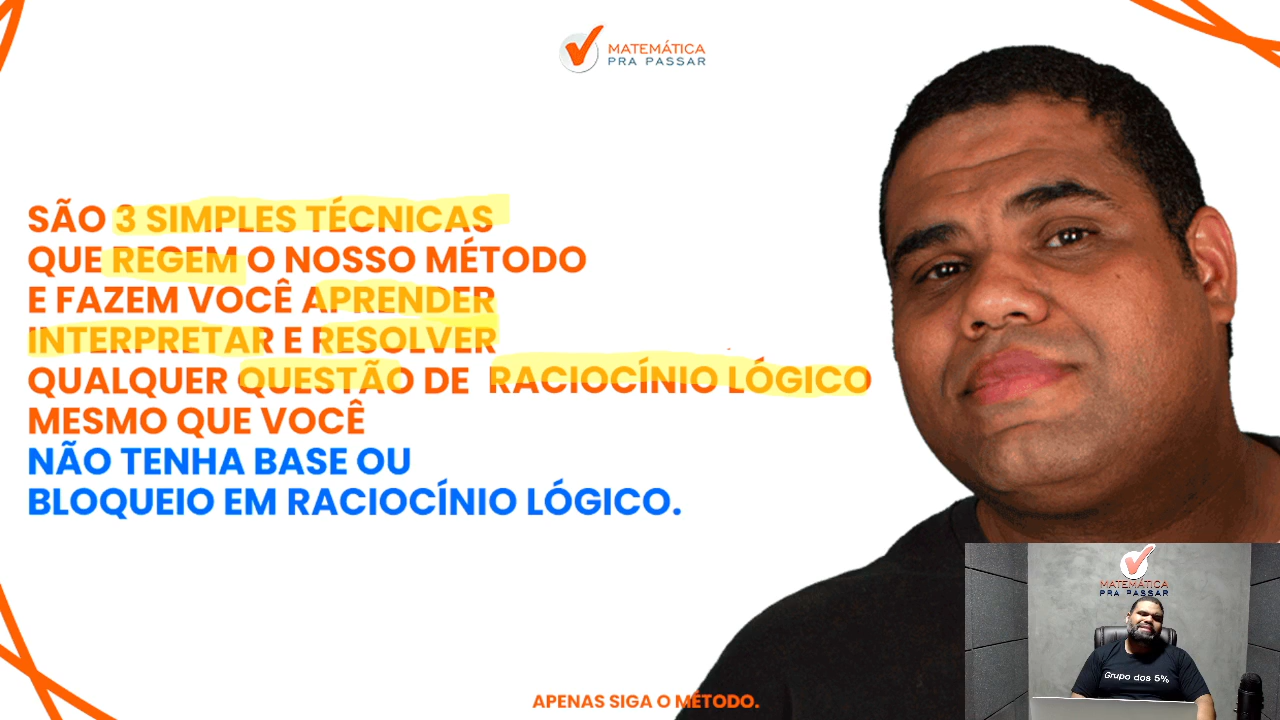 MATEMÁTICA
PRA PASSAR
SÃO 3 SIMPLES TÉCNICAS
QUE REGEM O NOSSO MÉTODO
E FAZEM VOCÊ APRENDER
INTERPRETAR E RESOLVER
QUALQUER QUESTÃO DE RACIOCÍNIO LÓGICO
MESMO QUE VOCÊ
NÃO TENHA BASE OU
BLOQUEIO EM RACIOCÍNIO LÓGICO.
MATEMÁTICA
PRA PASSAR
Grupo dos 5%
APENAS SIGA O MÉTODO.